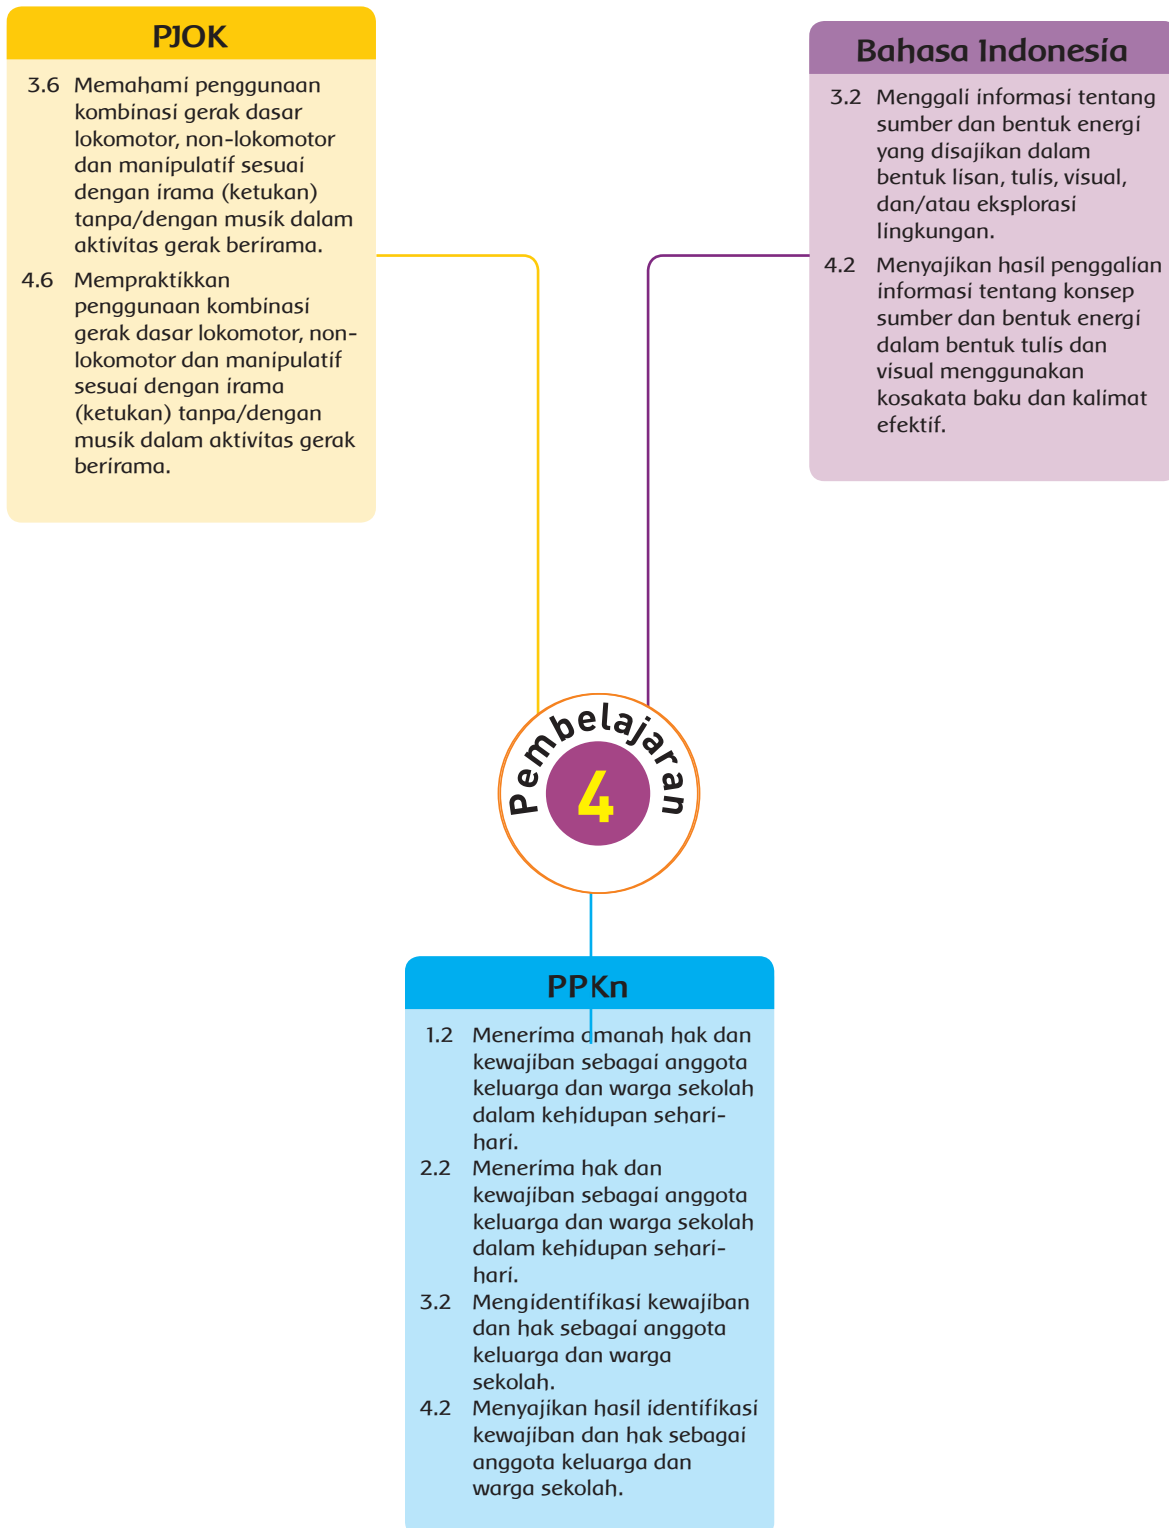 PJOK
3.6 Memahami penggunaan
kombinasi gerak dasar
lokomotor, non-lokomotor
dan manipulatif sesuai
dengan irama (ketukan)
tanpa/dengan musik dalam
aktivitas gerak berirama.
4.6 Mempraktikkan
penggunaan kombinasi
gerak dasar lokomotor, non-
lokomotor dan manipulatif
sesuai dengan irama
(ketukan) tanpa/dengan
musik dalam aktivitas gerak
berirama.
Bahasa Indonesia
3.2 Menggali informasi tentang
sumber dan bentuk energi
yang disajikan dalam
bentuk lisan, tulis, visual,
dan/atau eksplorasi
lingkungan.
4.2 Menyajikan hasil penggalian
informasi tentang konsep
sumber dan bentuk energi
dalam bentuk tulis dan
visual menggunakan
kosakata baku dan kalimat
efektif.
Pembelajaran
4
PPKn
1.2 Menerima amanah hak dan
kewajiban sebagai anggota
keluarga dan warga sekolah
dalam kehidupan sehari-
hari.
2.2 Menerima hak dan
kewajiban sebagai anggota
keluarga dan warga sekolah
dalam kehidupan sehari-
hari.
3.2 Mengidentifikasi kewajiban
dan hak sebagai anggota
keluarga dan warga
sekolah.
4.2 Menyajikan hasil identifikasi
kewajiban dan hak sebagai
anggota keluarga dan
warga sekolah.